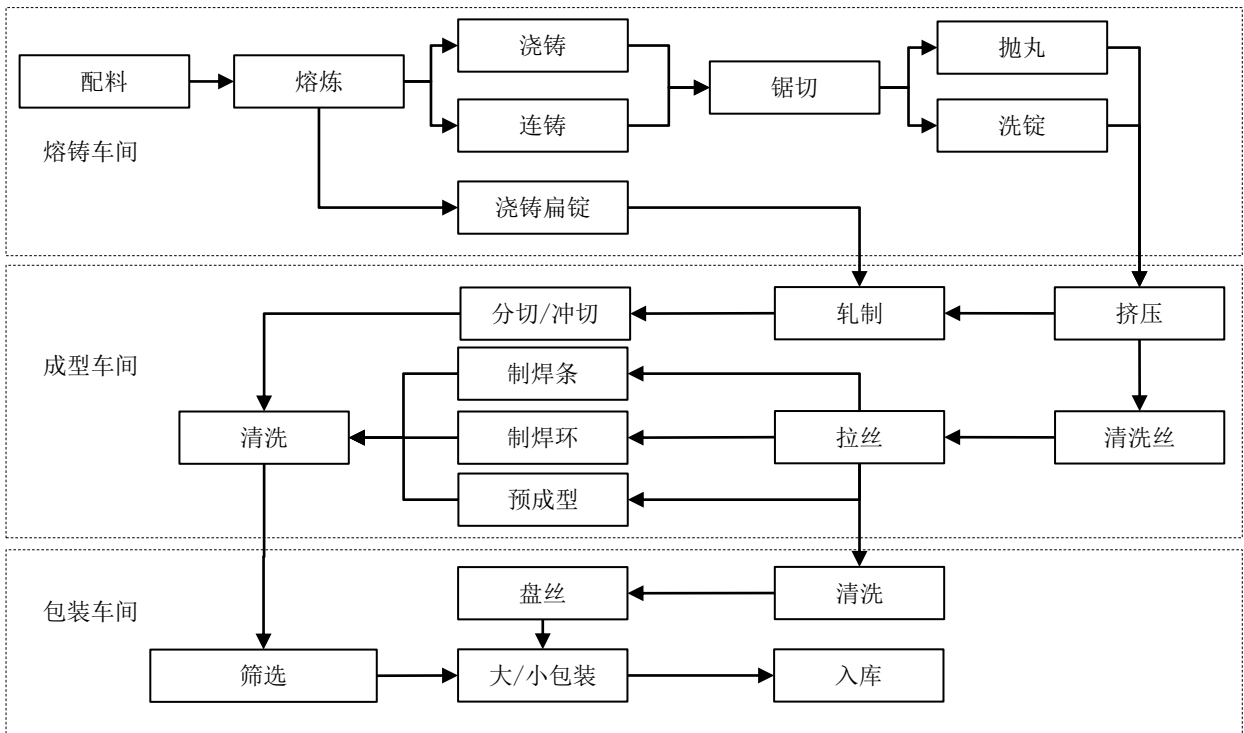 浇铸
抛丸
配料
熔炼
锯切
连铸
洗锭
熔铸车间
浇铸扁锭
分切/冲切
轧制
挤压
成型车间
制焊条
清洗
制焊环
拉丝
清洗丝
预成型
盘丝
清洗
包装车间
筛选
大/小包装
入库